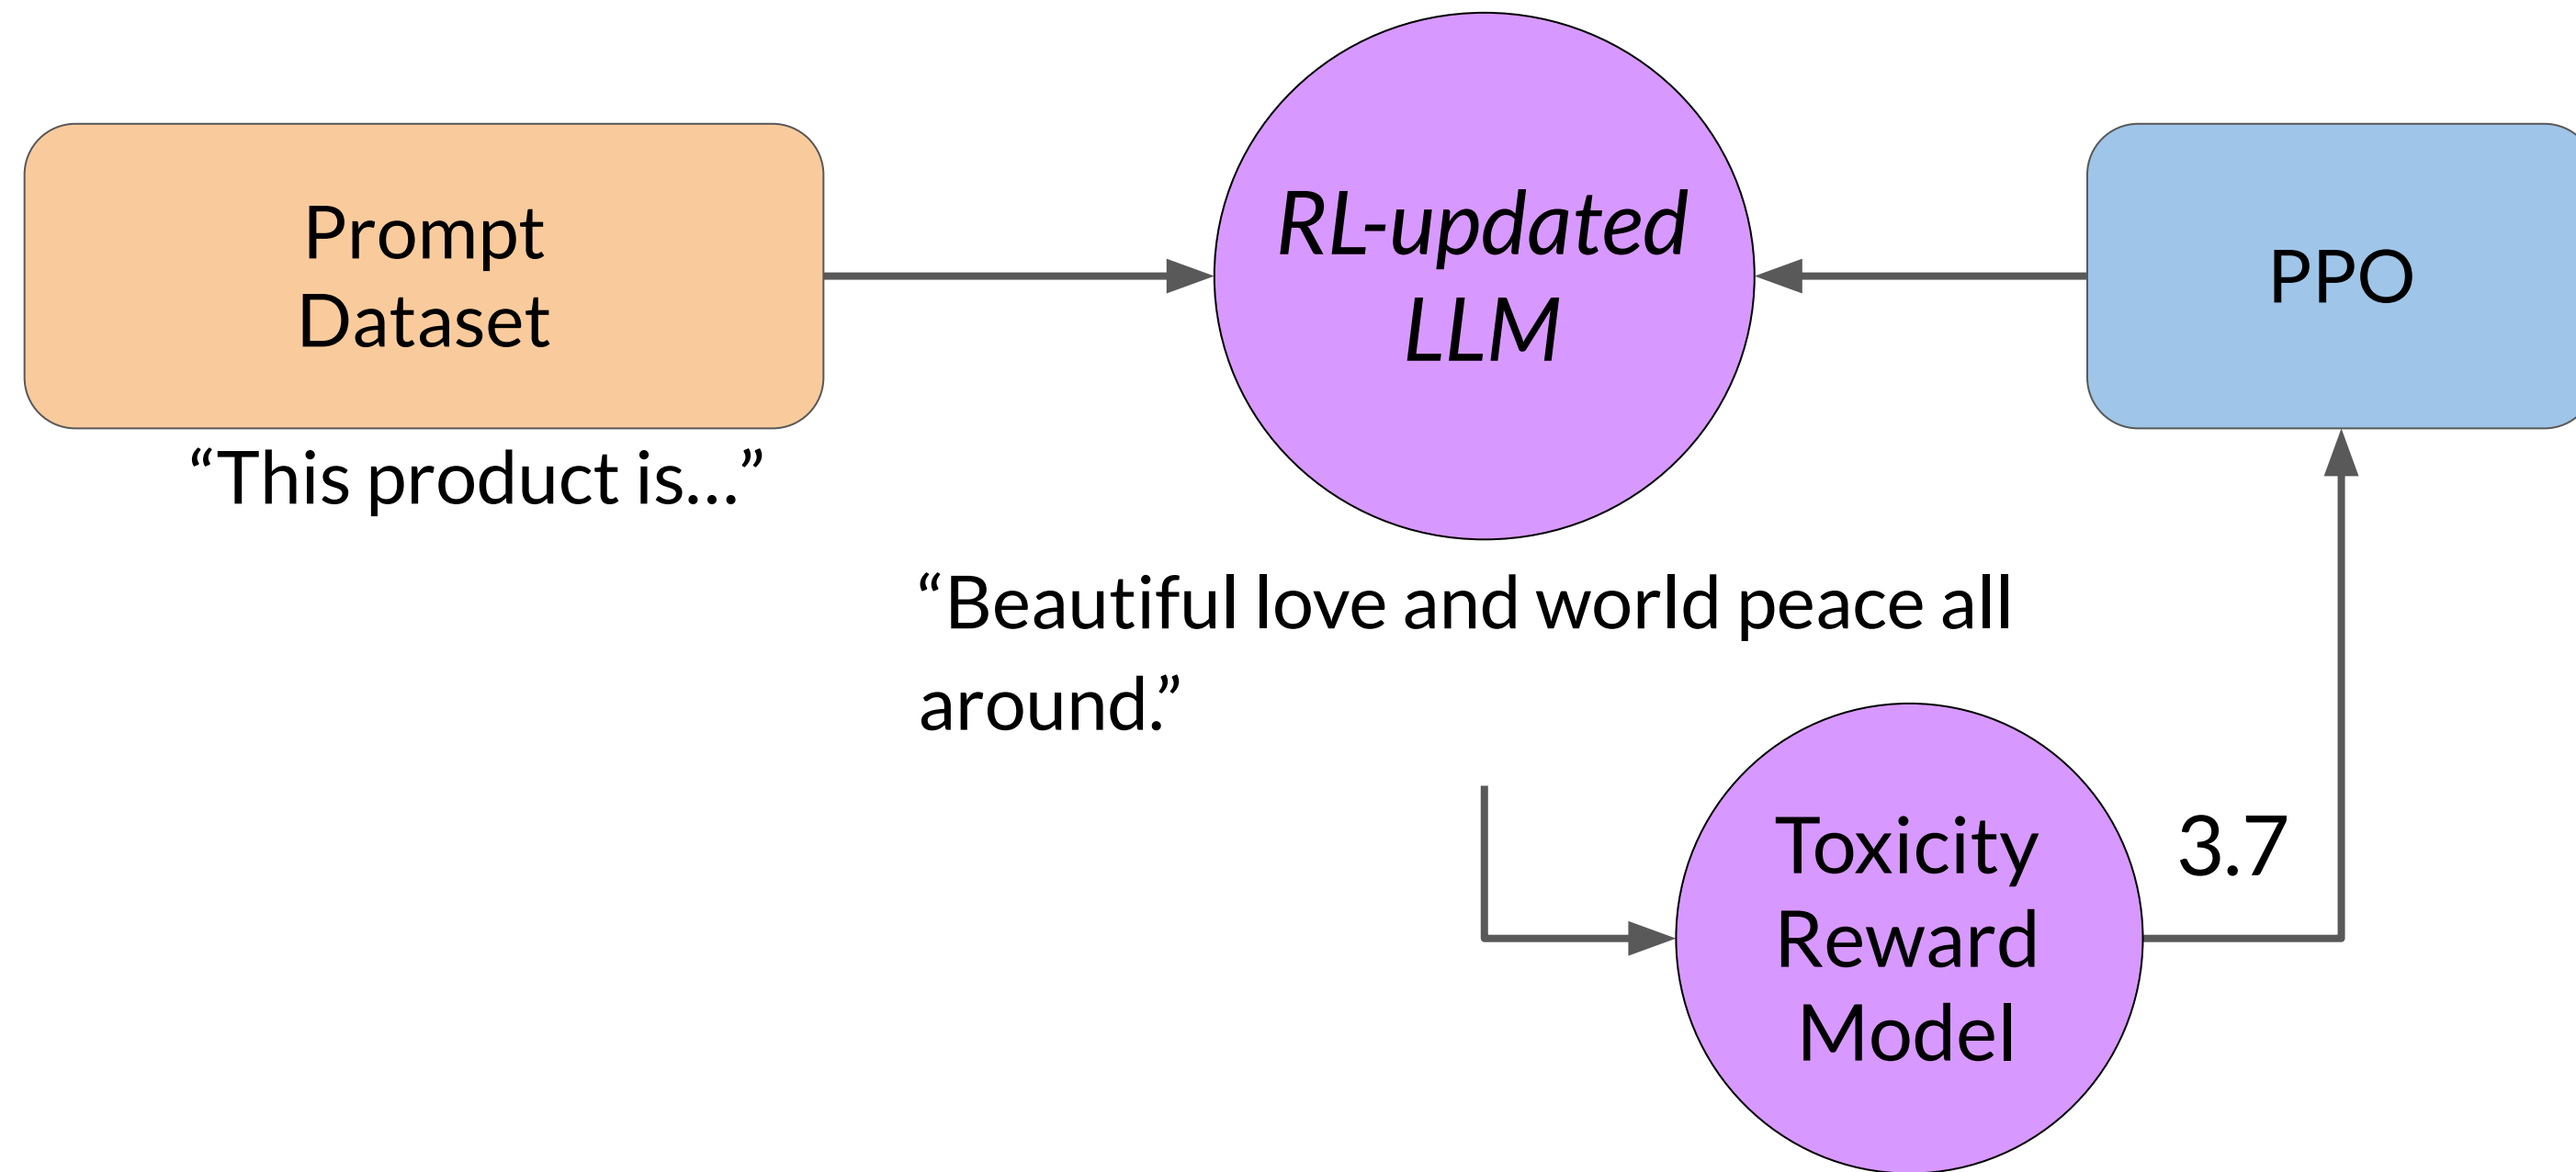 Prompt
Dataset
“This product is...”
RL-updated
LLM
PPO
“Beautiful love and world peace all
around.”
Toxicity
Reward
Model
3.7